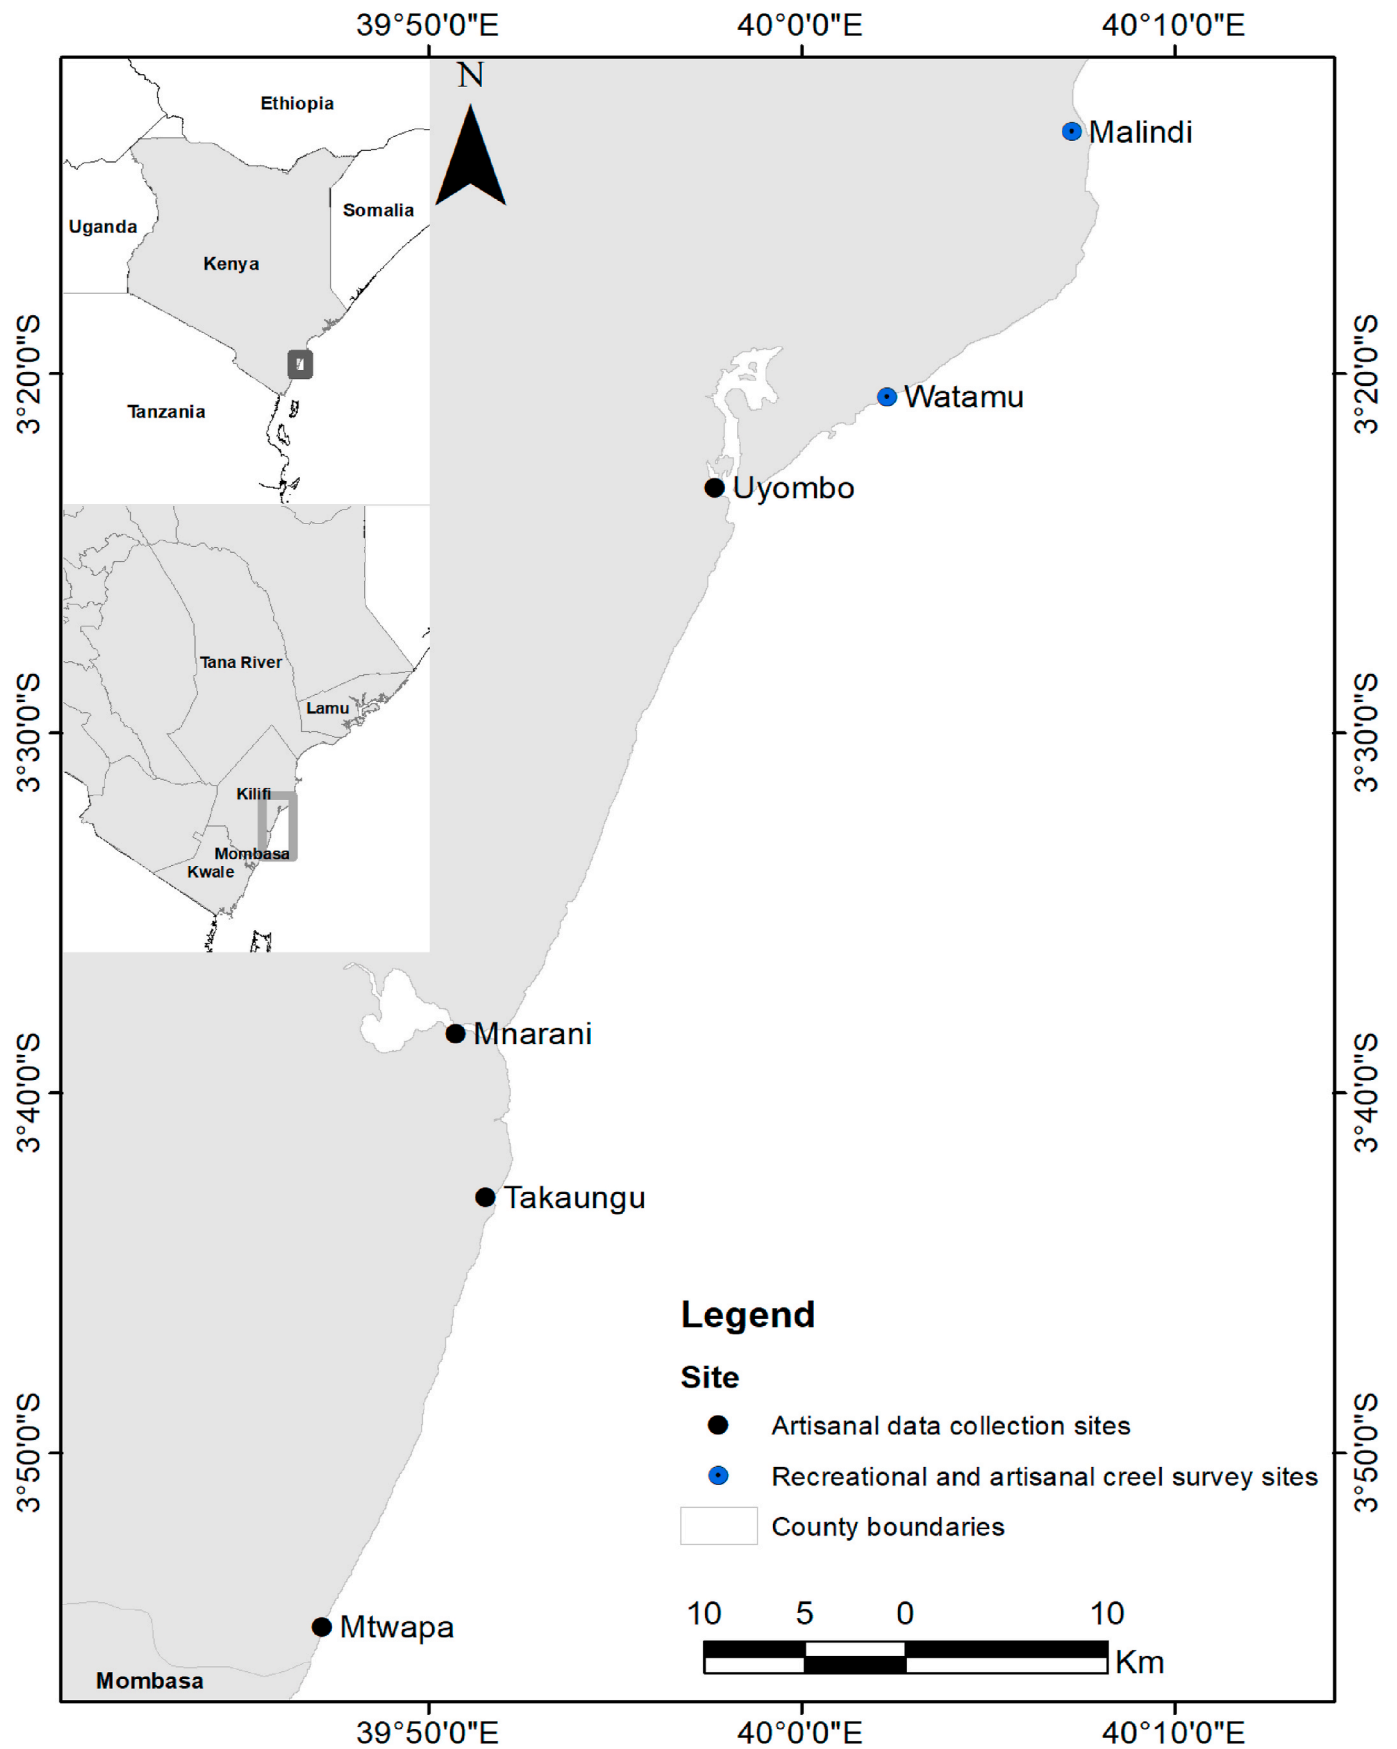 39°50'0"E
40°0'0"E
40°10'0"E
N
Ethiopia
Uganda
Somalia
Kenya
Tanzania
Malindi
3°20'0"S
3°20'0"S
Watamu
Uyombo
Tana River
Lamu
Kilifi
Mombasa
Kwale
3°30'0"S
3°30'0"S
Mnarani
3°40'0"S
3°40'0"S
Takaungu
Legend
Site
Artisanal data collection sites
Recreational and artisanal creel survey sites
County boundaries
3°50'0"S
3°50'0"S
10 5 0 10
Km
Mtwapa
Mombasa
39°50'0"E
40°0'0"E
40°10'0"E